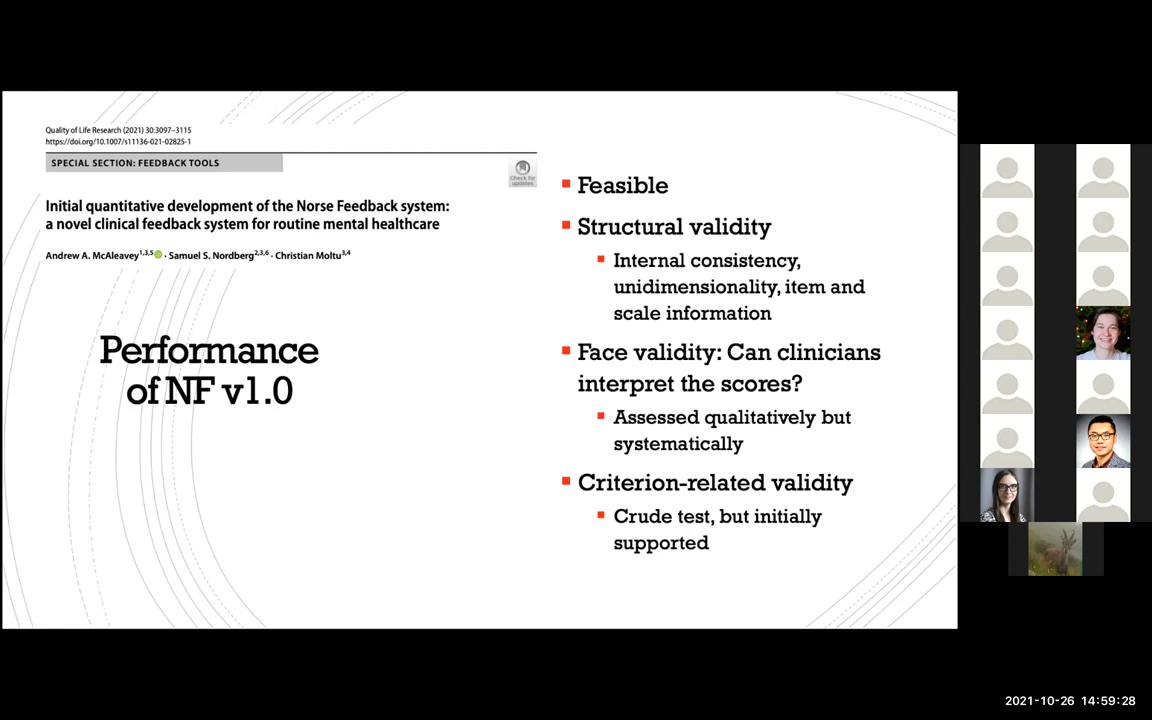 Quality of Life Research (2021) 30:3097–3115
https://doi.org/10.1007/s11136-021-02825-1
SPECIAL SECTION: FEEDBACK TOOLS
Check for
updates
Initial quantitative development of the Norse Feedback system:
a novel clinical feedback system for routine mental healthcare
Andrew A. McAleavey1,3,5 · Samuel S. Nordberg2,3,6 · Christian Moltu3,4
Performance
of NF v1.0
Feasible
Structural validity
Internal consistency,
unidimensionality, item and
scale information
Face validity: Can clinicians
interpret the scores?
Assessed qualitatively but
systematically
Criterion-related validity
Crude test, but initially
supported
2021-10-26 14:59:28